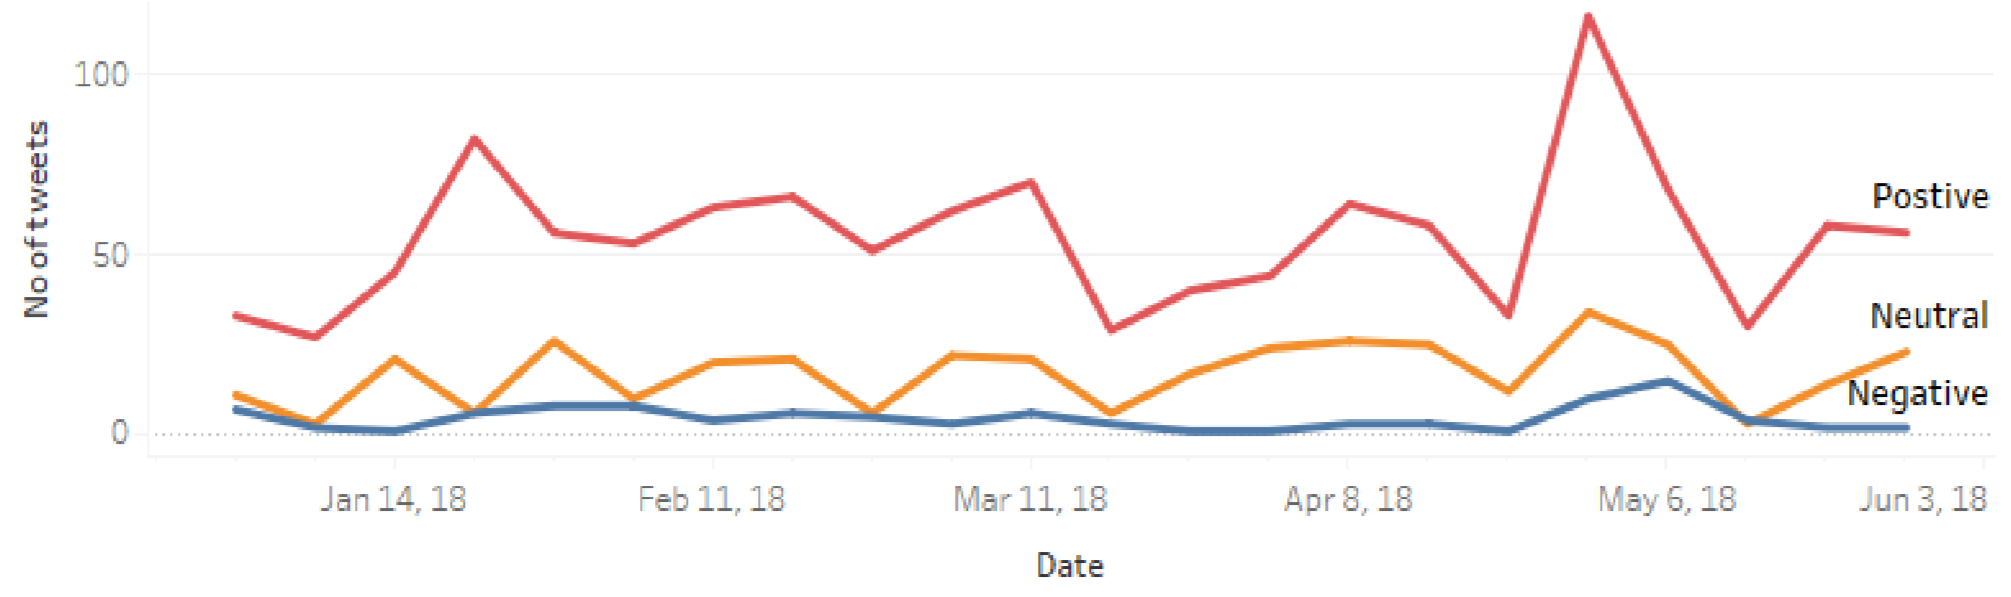 100
50
0
No of tweets
Postive
Neutral
Negative
Jan 14, 18
Feb 11, 18
Mar 11, 18
Apr 8, 18
May 6, 18
Jun 3, 18
Date